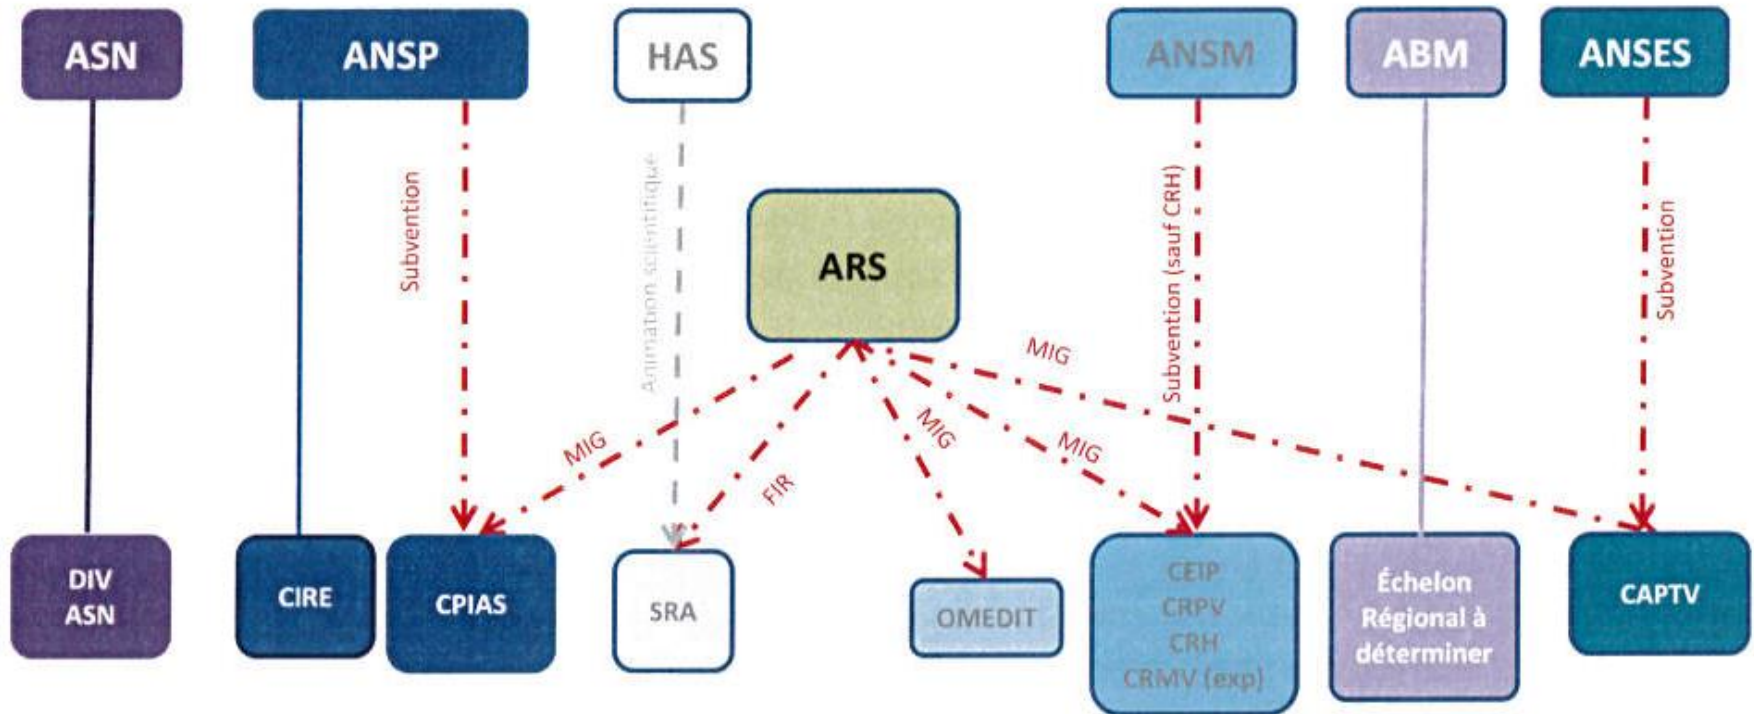 ASN
ANSP
HAS
ANSM
ABM
ANSES
Subvention
Animation scientifique
ARS
Subvention (sauf CRH)
Subvention
MIG
FIR
MIG
MIG
MIG
DIV
ASN
CIRE
CPIAS
SRA
OMEDIT
CEIP
CRPV
CRH
CRMV (exp)
Échelon
Régional à
déterminer
CAPTV